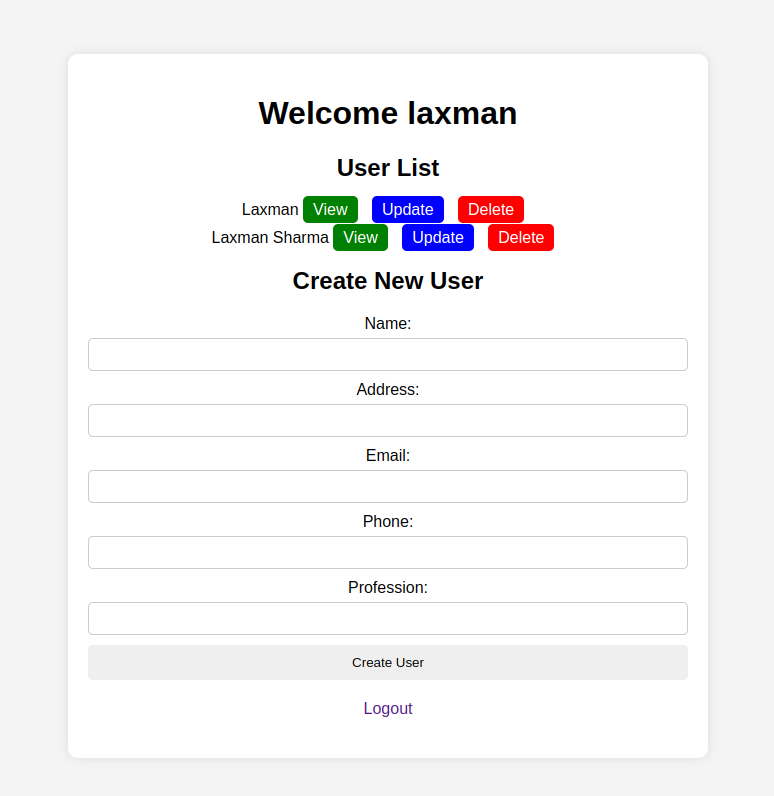 Welcome laxman
User List
Laxman View Update Delete
Laxman Sharma View Update Delete
Create New User
Name:
Address:
Email:
Phone:
Profession:
Create User
Logout